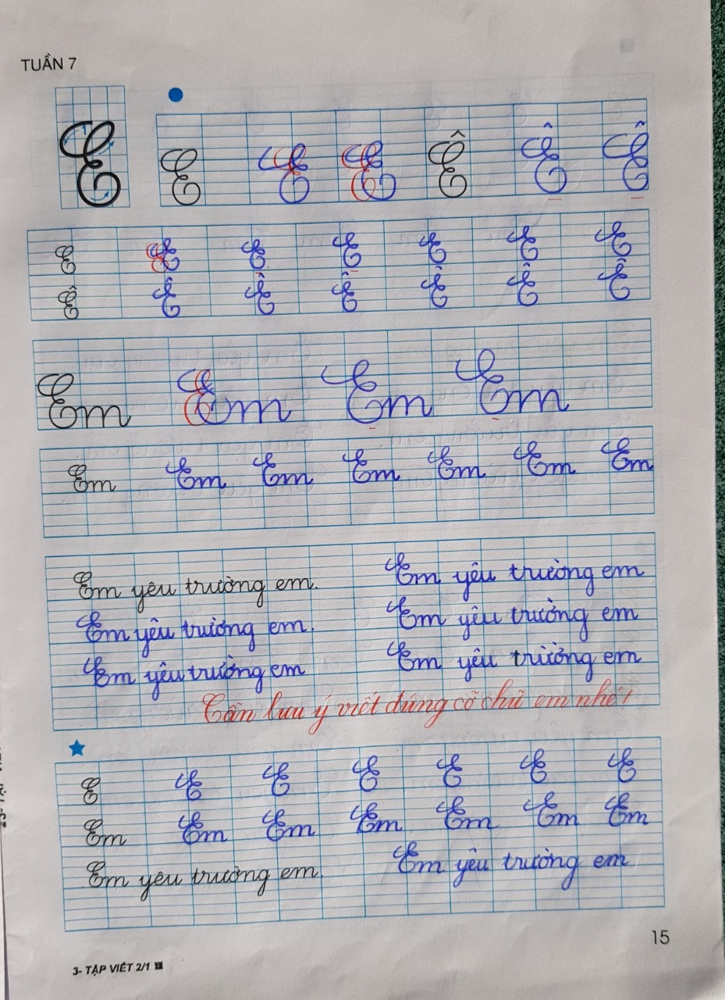 TUẦN 7
E
E E E Ê Ê Ê
E E E E E E E
Ê Ê Ê Ê Ê Ê Ê
Em Em Em Em
Em Em Em Em Em Em Em
Em yêu trường em. Em yêu trường em
Em yêu trường em. Em yêu trường em
Em yêu trường em Em yêu trường em
Cần lưu ý viết đúng cỡ chữ em nhé!
E E E E E E E
Em Em Em Em Em Em Em
Em yêu trường em. Em yêu trường em
15
3- TẬP VIẾT 2/1